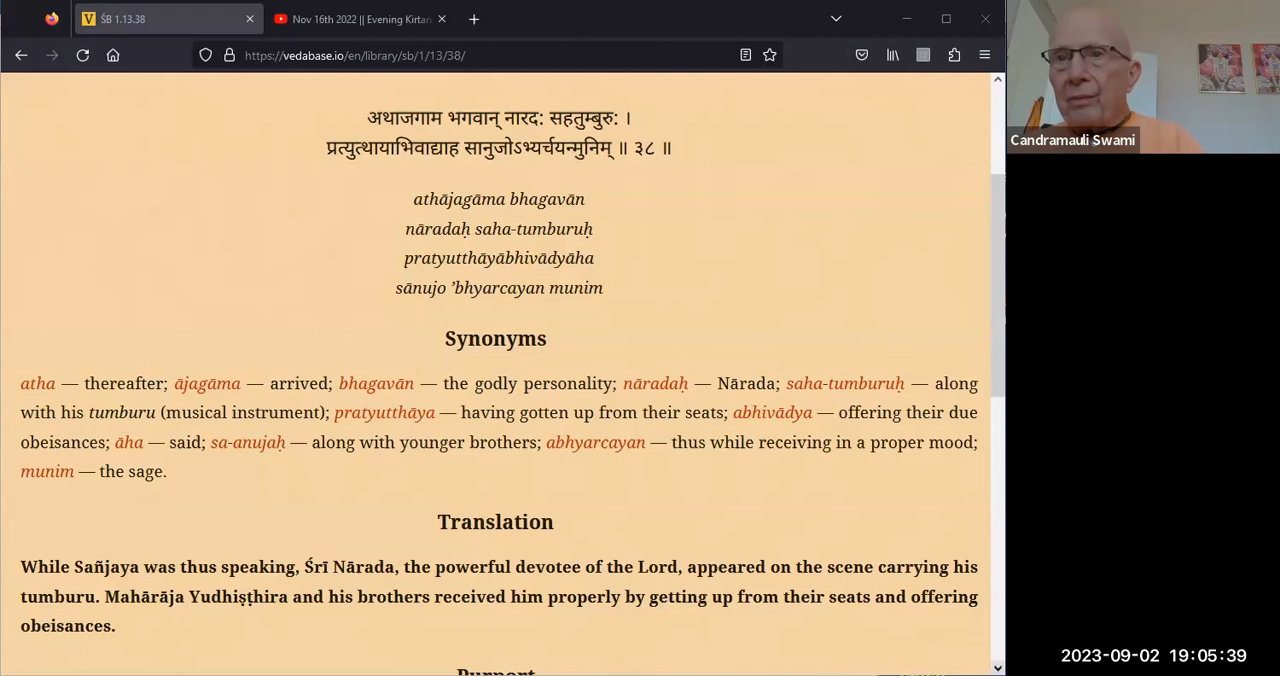 ŚB 1.13.38
Nov 16th 2022 || Evening Kirtan
https://vedabase.io/en/library/sb/1/13/38/
अथाजगाम भगवान् नारद: सहतुम्बुरु: ।
प्रत्युत्थायाभिवाद्याह सानुजोऽभ्यर्चयन्मुनिम् ॥ ३८ ॥
athājagāma bhagavān
nāradaḥ saha-tumburuḥ
pratyutthāyābhivādyāha
sānujo ’bhyarcayan munim
Synonyms
atha — thereafter; ājagāma — arrived; bhagavān — the godly personality; nāradaḥ — Nārada; saha-tumburuḥ — along
with his tumburu (musical instrument); pratyutthāya — having gotten up from their seats; abhivādya — offering their due
obeisances; āha — said; sa-anujaḥ — along with younger brothers; abhyarcayan — thus while receiving in a proper mood;
munim — the sage.
Translation
While Sañjaya was thus speaking, Śrī Nārada, the powerful devotee of the Lord, appeared on the scene carrying his
tumburu. Mahārāja Yudhiṣṭhira and his brothers received him properly by getting up from their seats and offering
obeisances.
Purport
Candramauli Swami
2023-09-02 19:05:39